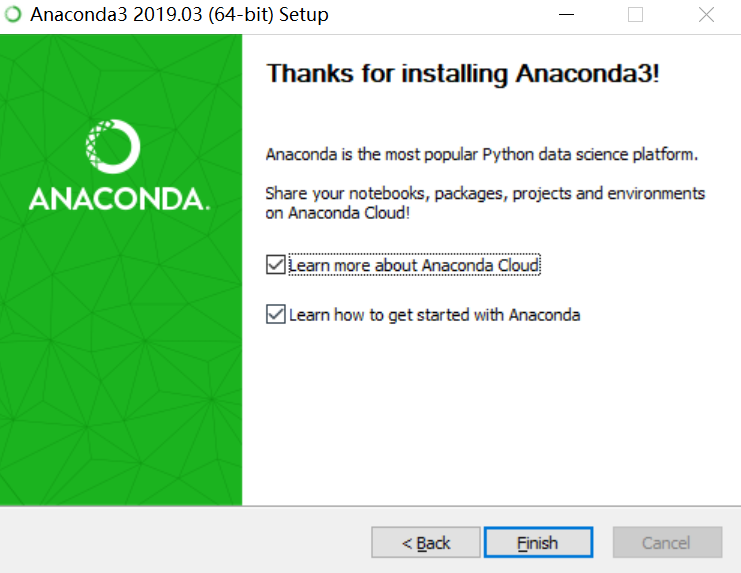 Anaconda3 2019.03 (64-bit) Setup
Thanks for installing Anaconda3!
ANACONDA.
Anaconda is the most popular Python data science platform.
Share your notebooks, packages, projects and environments
on Anaconda Cloud!
Learn more about Anaconda Cloud
Learn how to get started with Anaconda
< Back
Finish
Cancel